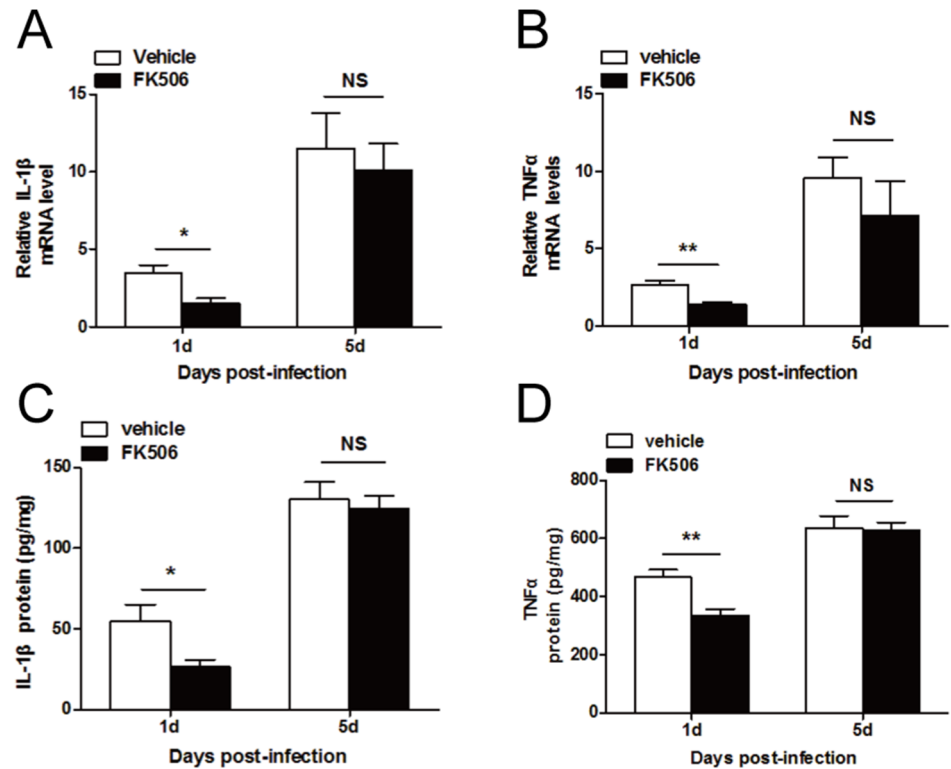 A
Vehicle
FK506
Relative IL-1β
mRNA level
15
10
5
0
*
NS
1d
5d
Days post-infection
B
vehicle
FK506
Relative TNFα
mRNA levels
15
10
5
0
**
NS
1d
5d
Days post-infection
C
vehicle
FK506
IL-1β protein (pg/mg)
150
100
50
0
*
NS
1d
5d
Days post-infection
D
vehicle
FK506
TNFα
protein (pg/mg)
800
600
400
200
0
**
NS
1d
5d
Days post-infection